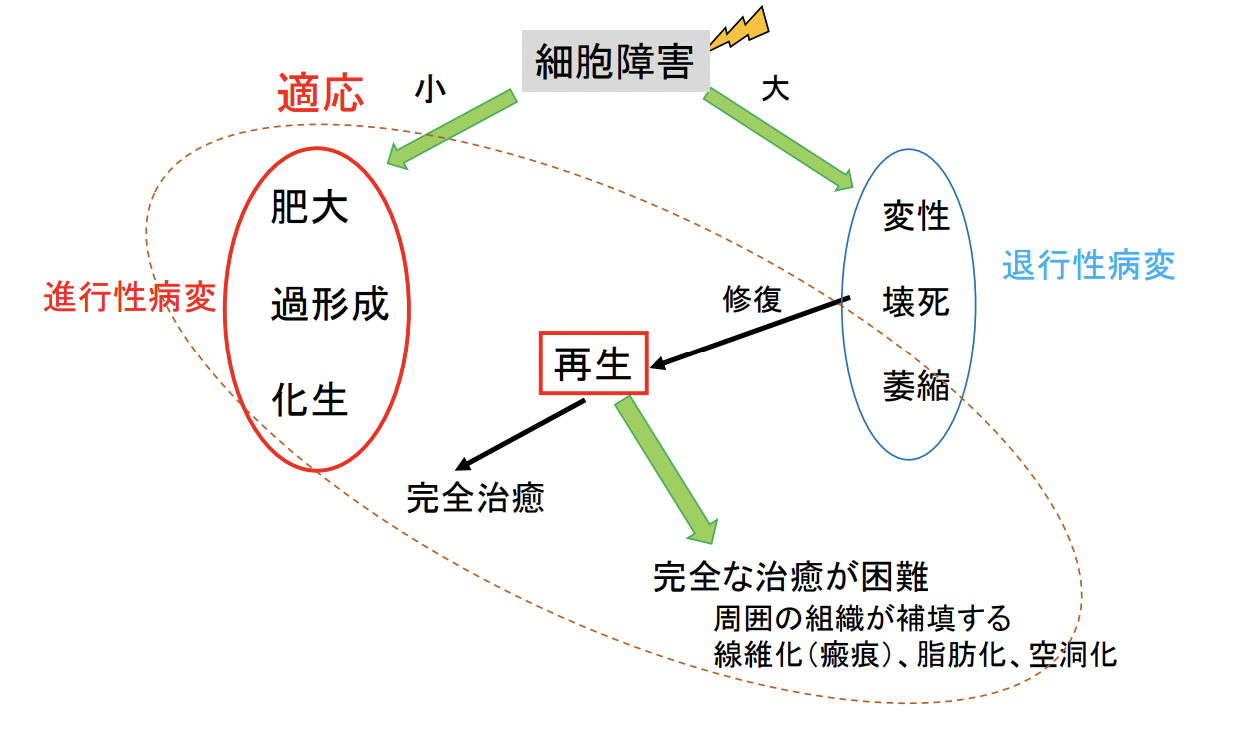 細胞障害
適応
小
大
肥大
過形成
化生
進行性病変
変性
壊死
萎縮
退行性病変
修復
再生
完全治癒
完全な治癒が困難
周囲の組織が補填する
線維化（瘢痕）、脂肪化、空洞化